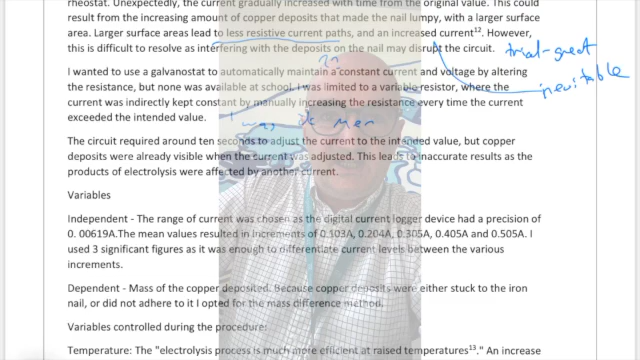 rheostat. Unexpectedly, the current gradually increased with time from the original value. This could
result from the increasing amount of copper deposits that made the nail lumpy, with a larger surface
area. Larger surface areas lead to less resistive current paths, and an increased current¹². However,
this is difficult to resolve as interfering with the deposits on the nail may disrupt the circuit.
inevitable
I wanted to use a galvanostat to automatically maintain a constant current and voltage by altering
the resistance, but none was available at school. I was limited to a variable resistor, where the
current was indirectly kept constant by manually increasing the resistance every time the current
exceeded the intended value.
The circuit required around ten seconds to adjust the current to the intended value, but copper
deposits were already visible when the current was adjusted. This leads to inaccurate results as the
products of electrolysis were affected by another current.
Variables
Independent - The range of current was chosen as the digital current logger device had a precision of
0. 00619A.The mean values resulted in increments of 0.103A, 0.204A, 0.305A, 0.405A and 0.505A. I
used 3 significant figures as it was enough to differentiate current levels between the various
increments.
Dependent - Mass of the copper deposited. Because copper deposits were either stuck to the iron
nail, or did not adhere to it I opted for the mass difference method.
Variables controlled during the procedure:
Temperature: The "electrolysis process is much more efficient at raised temperatures¹³." An increase